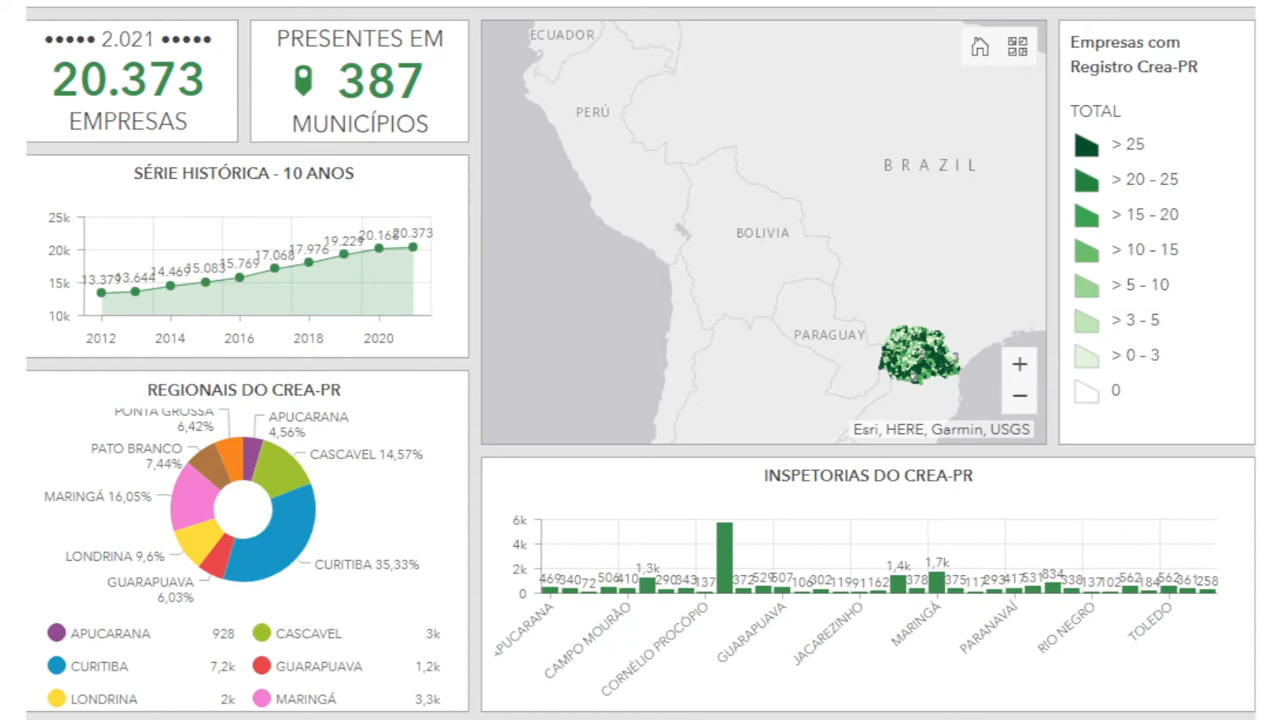 ••••• 2.021 •••••
20.373
EMPRESAS
PRESENTES EM
387
MUNICÍPIOS
SÉRIE HISTÓRICA - 10 ANOS
25k
20k
15k
10k
13.379
13.644
14.469
15.083
15.769
17.068
17.976
19.229
20.168
20.373
2012
2014
2016
2018
2020
REGIONAIS DO CREA-PR
PONTA GROSSA
6,42%
APUCARANA
4,56%
PATO BRANCO
7,44%
CASCAVEL 14,57%
MARINGÁ 16,05%
LONDRINA 9,6%
CURITIBA 35,33%
GUARAPUAVA
6,03%
APUCARANA 928
CASCAVEL 3k
CURITIBA 7,2k
GUARAPUAVA 1,2k
LONDRINA 2k
MARINGÁ 3,3k
ECUADOR
PERÚ
BRAZIL
BOLIVIA
PARAGUAY
+
−
Esri, HERE, Garmin, USGS
Empresas com
Registro Crea-PR
TOTAL
> 25
> 20 - 25
> 15 - 20
> 10 - 15
> 5 - 10
> 3 - 5
> 0 - 3
0
INSPETORIAS DO CREA-PR
6k
4k
2k
0
469
340
72
506
410
1,3k
290
343
137
372
529
507
106
302
119
91
162
1,4k
378
1,7k
375
117
293
417
531
834
338
137
102
562
184
562
361
258
CAMPO MOURÃO
CORNÉLIO PROCÓPIO
GUARAPUAVA
JACAREZINHO
MARINGÁ
PARANAVAÍ
RIO NEGRO
TOLEDO